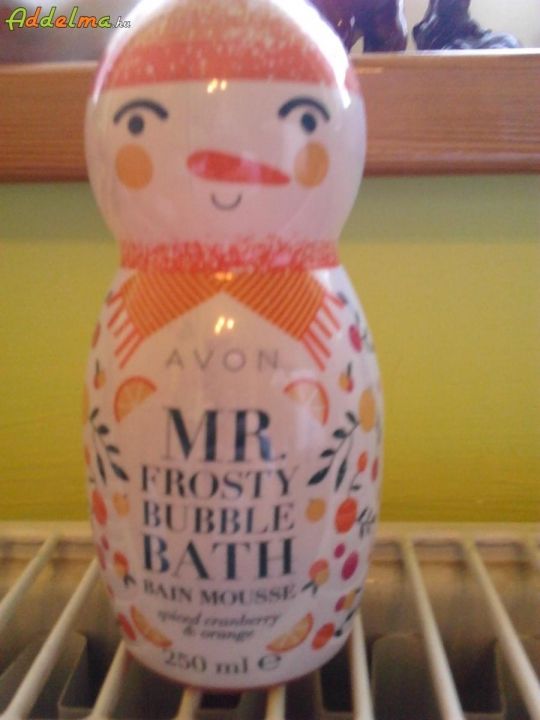 Addelma.hu
AVON
MR.
FROSTY
BUBBLE
BATH
BAIN MOUSSE
spiced cranberry
& orange
250 ml e